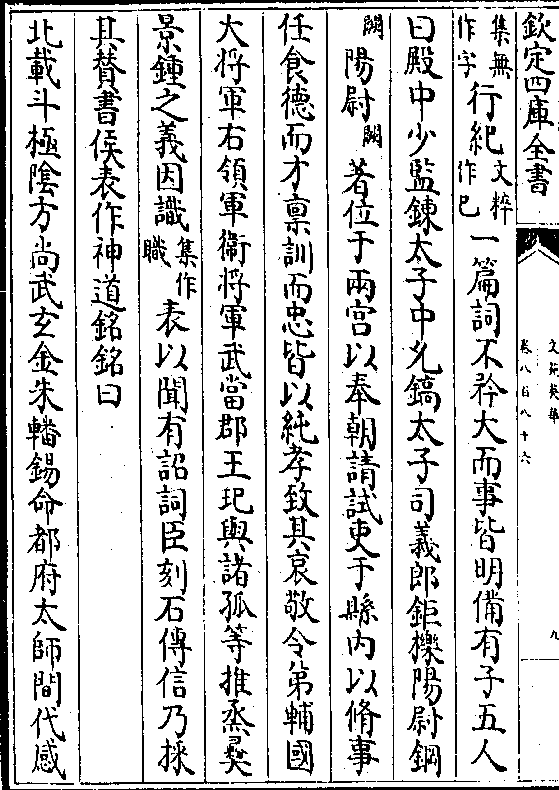 欽定四庫全書
文苑英華
卷八百八十六
九
集無作字行紀文粹作已一篇詞不矜大而事皆明備有子五人
曰殿中少監錬太子中允鎬太子司義郎鉅櫟陽尉鋼
闕陽尉闕著位于兩宫以奉朝請試吏于縣内以脩事
任食德而才禀訓而忠皆以純孝致其哀敬令弟輔國
大将軍右領軍衛将軍武當郡王玘與諸孤等推烝彛
景鍾之義因識集作職表以聞有詔詞臣刻石傳信乃採
其賛書侯表作神道銘銘曰
北載斗極陰方尚武玄金朱轓錫命都府太師間代感